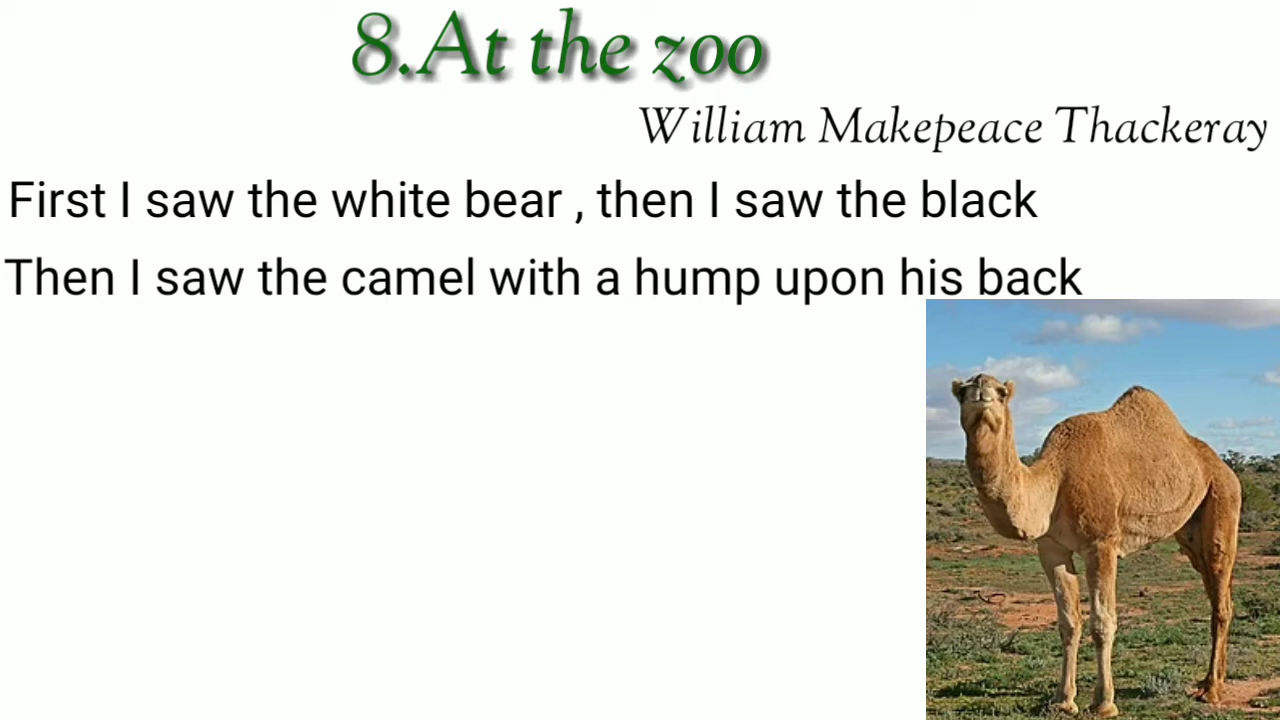 8.At the zoo
William Makepeace Thackeray
First I saw the white bear , then I saw the black
Then I saw the camel with a hump upon his back